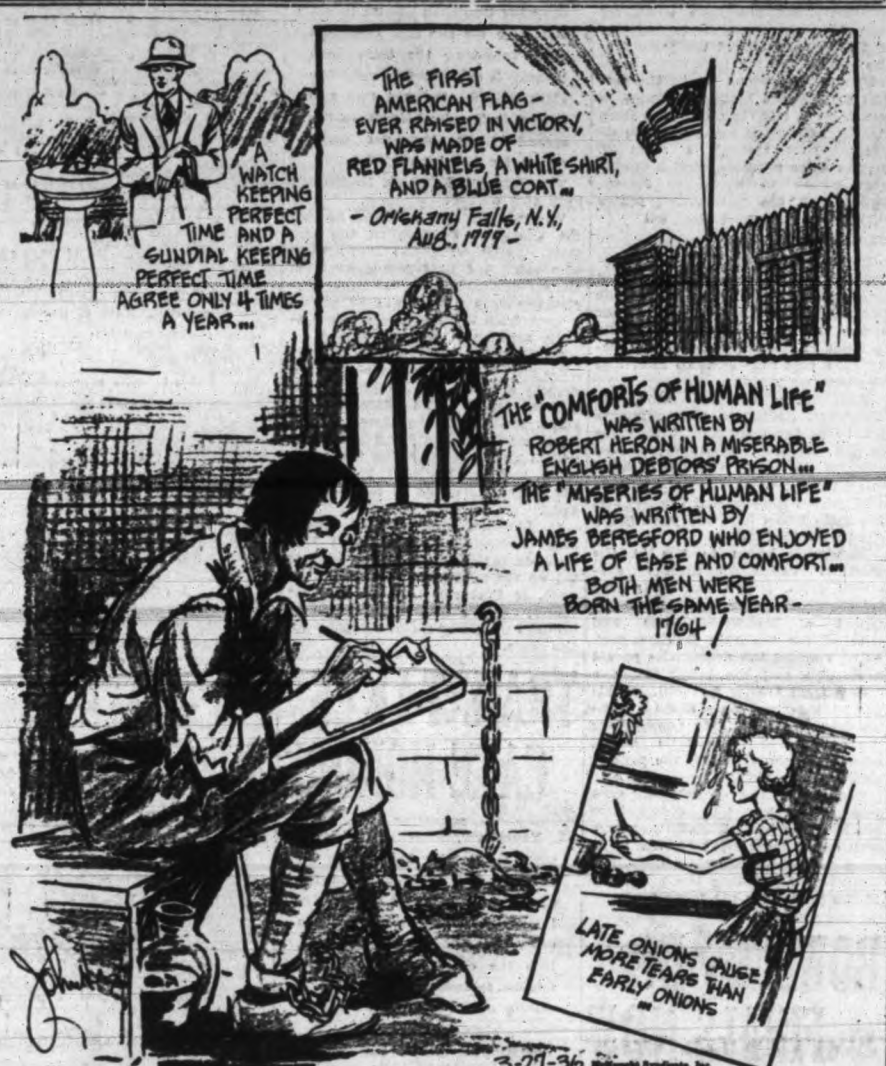 A
WATCH
KEEPING
PERFECT
TIME AND A
SUNDIAL KEEPING
PERFECT TIME
AGREE ONLY 4 TIMES
A YEAR...
THE FIRST
AMERICAN FLAG-
EVER RAISED IN VICTORY,
WAS MADE OF
RED FLANNELS, A WHITE SHIRT,
AND A BLUE COAT...
- Oriskany Falls, N.Y.,
Aug., 1777-
THE "COMFORTS OF HUMAN LIFE"
WAS WRITTEN BY
ROBERT HERON IN A MISERABLE
ENGLISH DEBTORS' PRISON...
THE "MISERIES OF HUMAN LIFE"
WAS WRITTEN BY
JAMES BERESFORD WHO ENJOYED
A LIFE OF EASE AND COMFORT...
BOTH MEN WERE
BORN THE SAME YEAR-
1764!
LATE ONIONS CAUSE
MORE TEARS THAN
EARLY ONIONS
...
3-27-36